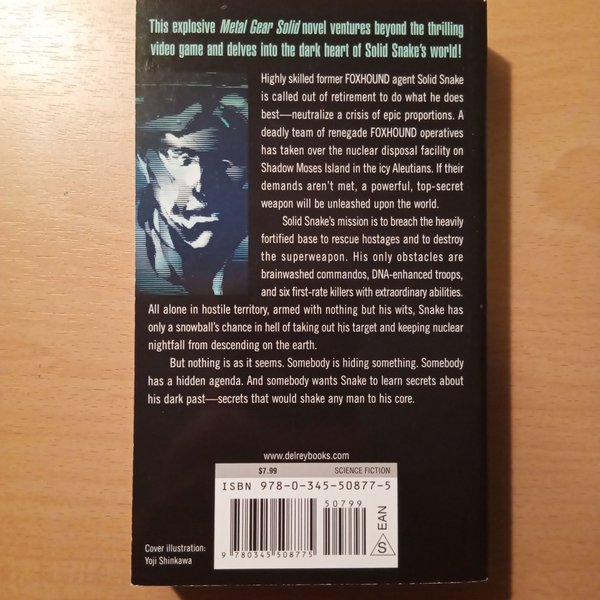 This explosive Metal Gear Solid novel ventures beyond the thrilling
video game and delves into the dark heart of Solid Snake's world!
Highly skilled former FOXHOUND agent Solid Snake
is called out of retirement to do what he does
best—neutralize a crisis of epic proportions. A
deadly team of renegade FOXHOUND operatives
has taken over the nuclear disposal facility on
Shadow Moses Island in the icy Aleutians. If their
demands aren't met, a powerful, top-secret
weapon will be unleashed upon the world.
Solid Snake's mission is to breach the heavily
fortified base to rescue hostages and to destroy
the superweapon. His only obstacles are
brainwashed commandos, DNA-enhanced troops,
and six first-rate killers with extraordinary abilities.
All alone in hostile territory, armed with nothing but his wits, Snake has
only a snowball's chance in hell of taking out his target and keeping nuclear
nightfall from descending on the earth.
But nothing is as it seems. Somebody is hiding something. Somebody
has a hidden agenda. And somebody wants Snake to learn secrets about
his dark past—secrets that would shake any man to his core.
www.delreybooks.com
$7.99 SCIENCE FICTION
ISBN 978-0-345-50877-5
50799
9 780345 508775
EAN
S
Cover illustration:
Yoji Shinkawa